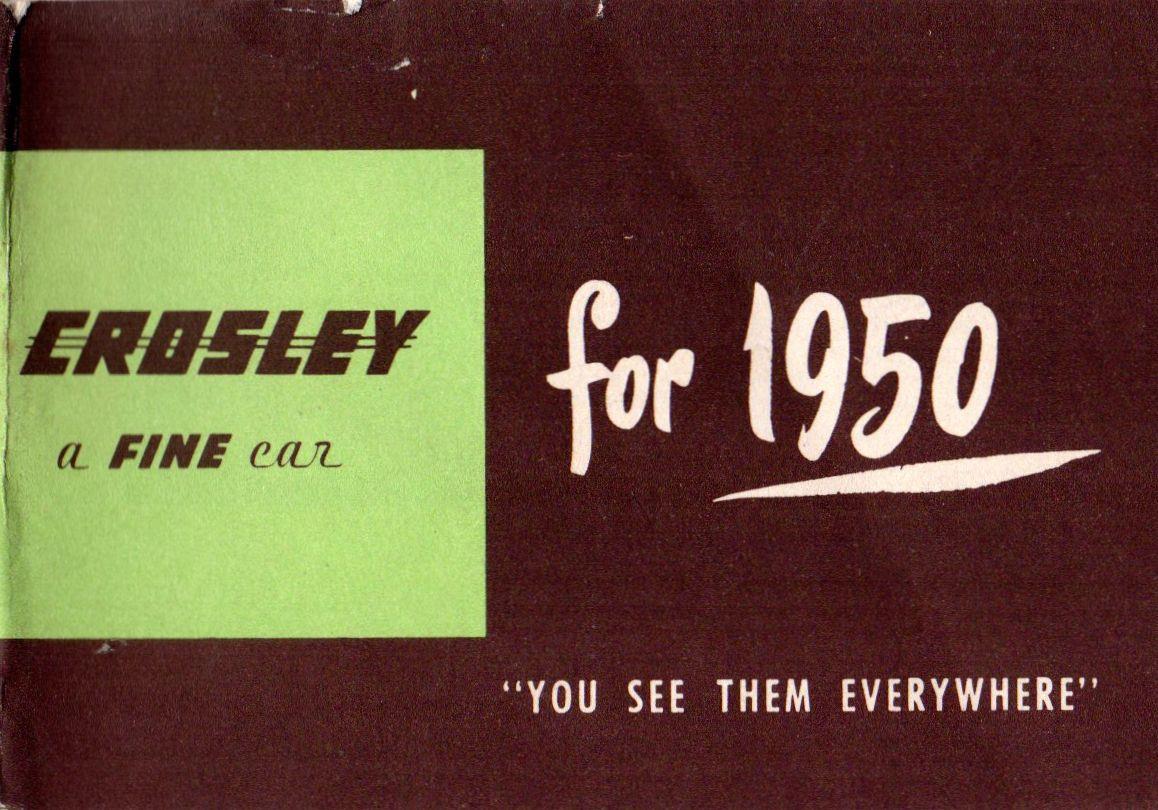 CROSLEY
a FINE car
for 1950
"YOU SEE THEM EVERYWHERE"